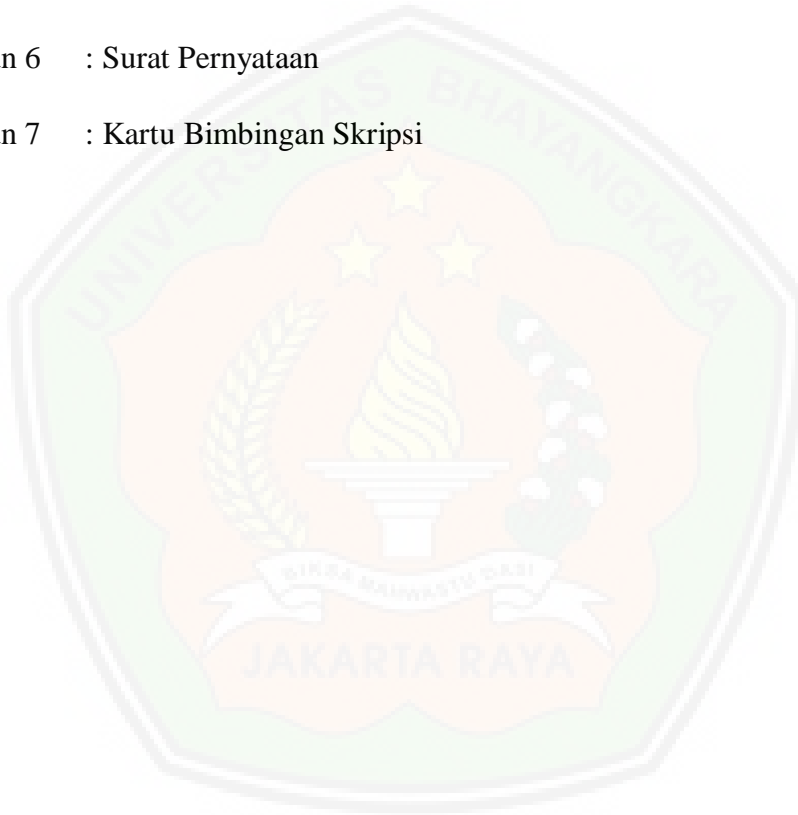 n 6 : Surat Pernyataan
n 7 : Kartu Bimbingan Skripsi
UNIVERSITAS BHAYANGKARA
JAKARTA RAYA